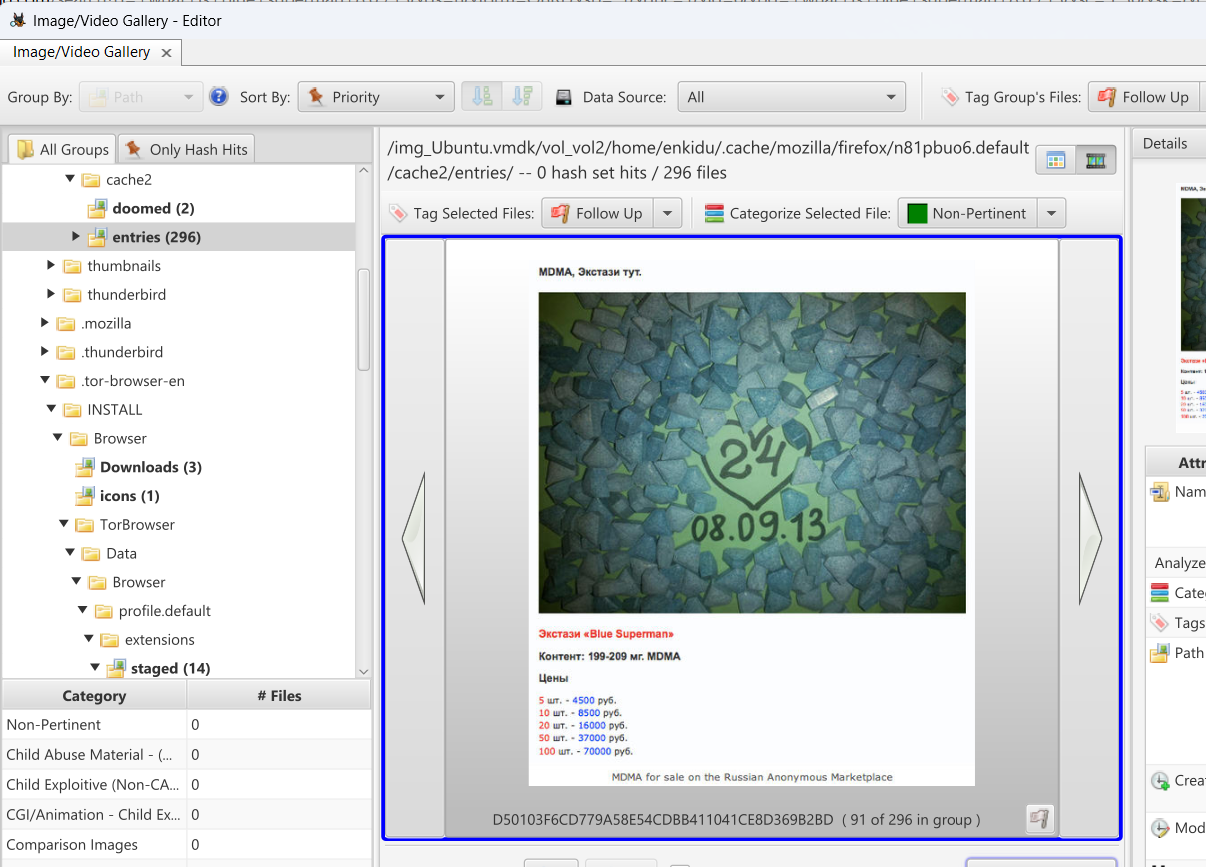 Image/Video Gallery - Editor
Image/Video Gallery
Group By:
Path
Sort By:
Priority
Data Source:
All
Tag Group's Files:
Follow Up
All Groups
Only Hash Hits
cache2
doomed (2)
entries (296)
thumbnails
thunderbird
.mozilla
.thunderbird
.tor-browser-en
INSTALL
Browser
Downloads (3)
icons (1)
TorBrowser
Data
Browser
profile.default
extensions
staged (14)
Category
# Files
Non-Pertinent
0
Child Abuse Material - (...
0
Child Exploitive (Non-CA...
0
CGI/Animation - Child Ex...
0
Comparison Images
0
/img_Ubuntu.vmdk/vol_vol2/home/enkidu/.cache/mozilla/firefox/n81pbuo6.default
/cache2/entries/ -- 0 hash set hits / 296 files
Tag Selected Files:
Follow Up
Categorize Selected File:
Non-Pertinent
MDMA, Экстази тут.
24
08.09.13
Экстази «Blue Superman»
Контент: 199-209 мг. MDMA
Цены
5 шт. - 4500 руб.
10 шт. - 8500 руб.
20 шт. - 16000 руб.
50 шт. - 37000 руб.
100 шт. - 70000 руб.
MDMA for sale on the Russian Anonymous Marketplace
D50103F6CD779A58E54CDBB411041CE8D369B2BD ( 91 of 296 in group )
Details
Attr
Nam
Analyze
Cate
Tags
Path
Creat
Mod